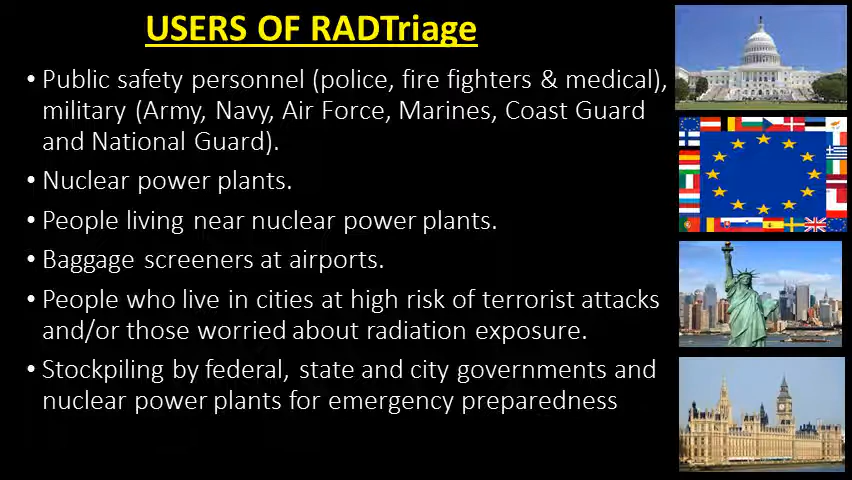 USERS OF RADTriage
• Public safety personnel (police, fire fighters & medical),
military (Army, Navy, Air Force, Marines, Coast Guard
and National Guard).
• Nuclear power plants.
• People living near nuclear power plants.
• Baggage screeners at airports.
• People who live in cities at high risk of terrorist attacks
and/or those worried about radiation exposure.
• Stockpiling by federal, state and city governments and
nuclear power plants for emergency preparedness